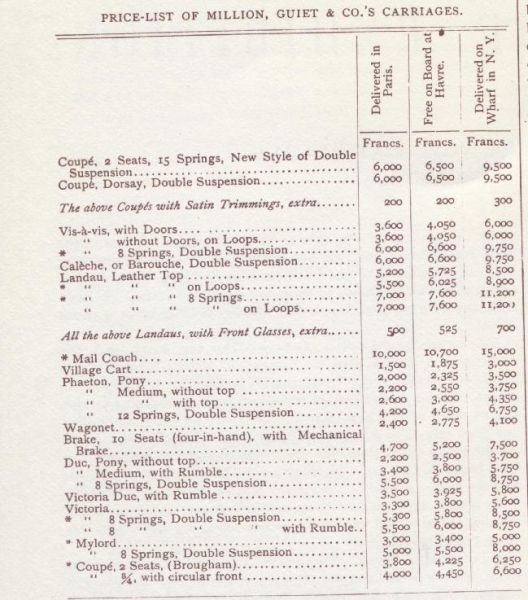 PRICE-LIST OF MILLION, GUIET & CO.'S CARRIAGES.
Delivered in Paris. Free on Board at Havre. Delivered on Wharf in N. Y.
Francs. Francs. Francs.
Coupé, 2 Seats, 15 Springs, New Style of Double
Suspension 6,000 6,500 9,500
Coupé, Dorsay, Double Suspension 6,000 6,500 9,500
The above Coupés with Satin Trimmings, extra 200 200 300
Vis-à-vis, with Doors 3,600 4,050 6,000
" without Doors, on Loops 3,600 4,050 6,000
* " 8 Springs, Double Suspension 6,000 6,600 9,750
Calèche, or Barouche, Double Suspension 6,000 6,600 9,750
Landau, Leather Top 5,200 5,725 8,500
* " " " on Loops 5,500 6,025 8,900
* " " " 8 Springs 7,000 7,600 11,200
" " " " on Loops 7,000 7,600 11,200
All the above Landaus, with Front Glasses, extra 500 525 700
* Mail Coach 10,000 10,700 15,000
Village Cart 1,500 1,875 3,000
Phaeton, Pony 2,000 2,325 3,500
" Medium, without top 2,200 2,550 3,750
" " with top 2,600 3,000 4,350
" 12 Springs, Double Suspension 4,200 4,650 6,750
Wagonet 2,400 2,775 4,100
Brake, 10 Seats (four-in-hand), with Mechanical
Brake 4,700 5,200 7,500
Duc, Pony, without top 2,200 2,500 3,700
" Medium, with Rumble 3,400 3,800 5,750
" 8 Springs, Double Suspension 5,500 6,000 8,750
Victoria Duc, with Rumble 3,500 3,925 5,800
Victoria 3,300 3,800 5,600
* " 8 Springs, Double Suspension 5,300 5,800 8,500
" 8 " " " with Rumble 5,500 6,000 8,750
* Mylord 3,000 3,400 5,000
" 8 Springs, Double Suspension 5,000 5,500 8,000
* Coupé, 2 Seats, (Brougham) 3,800 4,225 6,250
" ¾, with circular front 4,000 4,450 6,600